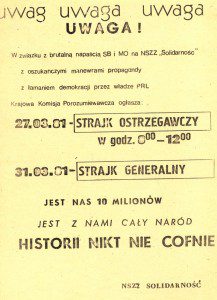 uwag uwaga uwaga
UWAGA!
W związku z brutalną napaścią SB i MO na NSZZ „Solidarność"
z oszukańczymi manewrami propagandy
z łamaniem demokracji przez władze PRL
Krajowa Komisja Porozumiewawcza ogłasza :
27.03.81 - STRAJK OSTRZEGAWCZY
W godz. 8⁰⁰ - 12⁰⁰
31.03.81 - STRAJK GENERALNY
JEST NAS 10 MILIONÓW
JEST Z NAMI CAŁY NARÓD
HISTORII NIKT NIE COFNIE
NSZZ SOLIDARNOŚĆ